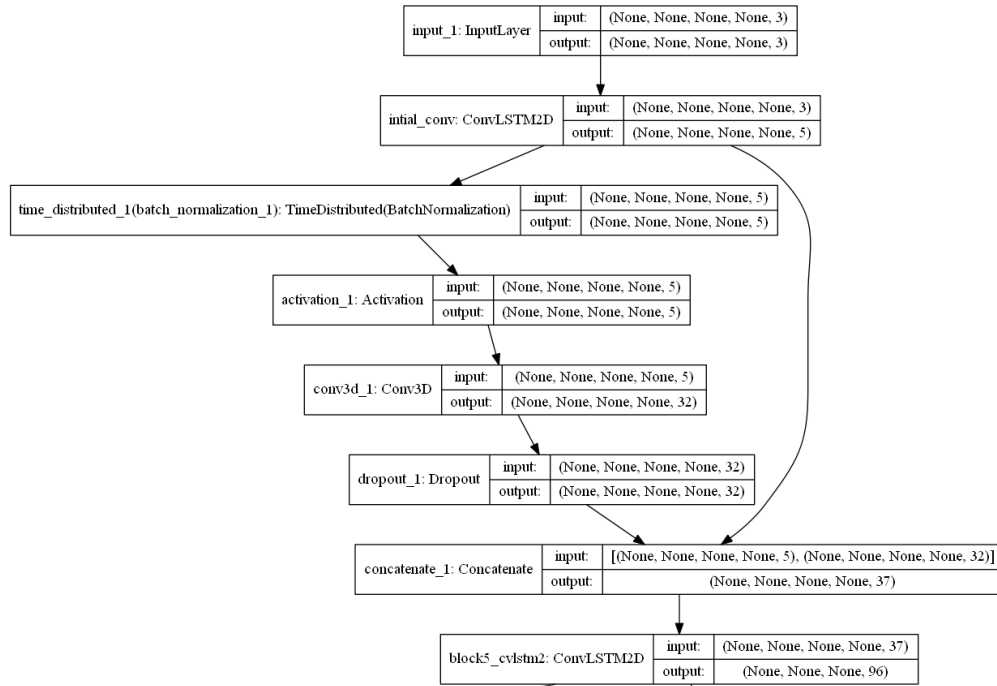 input_1: InputLayer
input: (None, None, None, None, 3)
output: (None, None, None, None, 3)
intial_conv: ConvLSTM2D
input: (None, None, None, None, 3)
output: (None, None, None, None, 5)
time_distributed_1(batch_normalization_1): TimeDistributed(BatchNormalization)
input: (None, None, None, None, 5)
output: (None, None, None, None, 5)
activation_1: Activation
input: (None, None, None, None, 5)
output: (None, None, None, None, 5)
conv3d_1: Conv3D
input: (None, None, None, None, 5)
output: (None, None, None, None, 32)
dropout_1: Dropout
input: (None, None, None, None, 32)
output: (None, None, None, None, 32)
concatenate_1: Concatenate
input: [(None, None, None, None, 5), (None, None, None, None, 32)]
output: (None, None, None, None, 37)
block5_cvlstm2: ConvLSTM2D
input: (None, None, None, None, 37)
output: (None, None, None, 96)